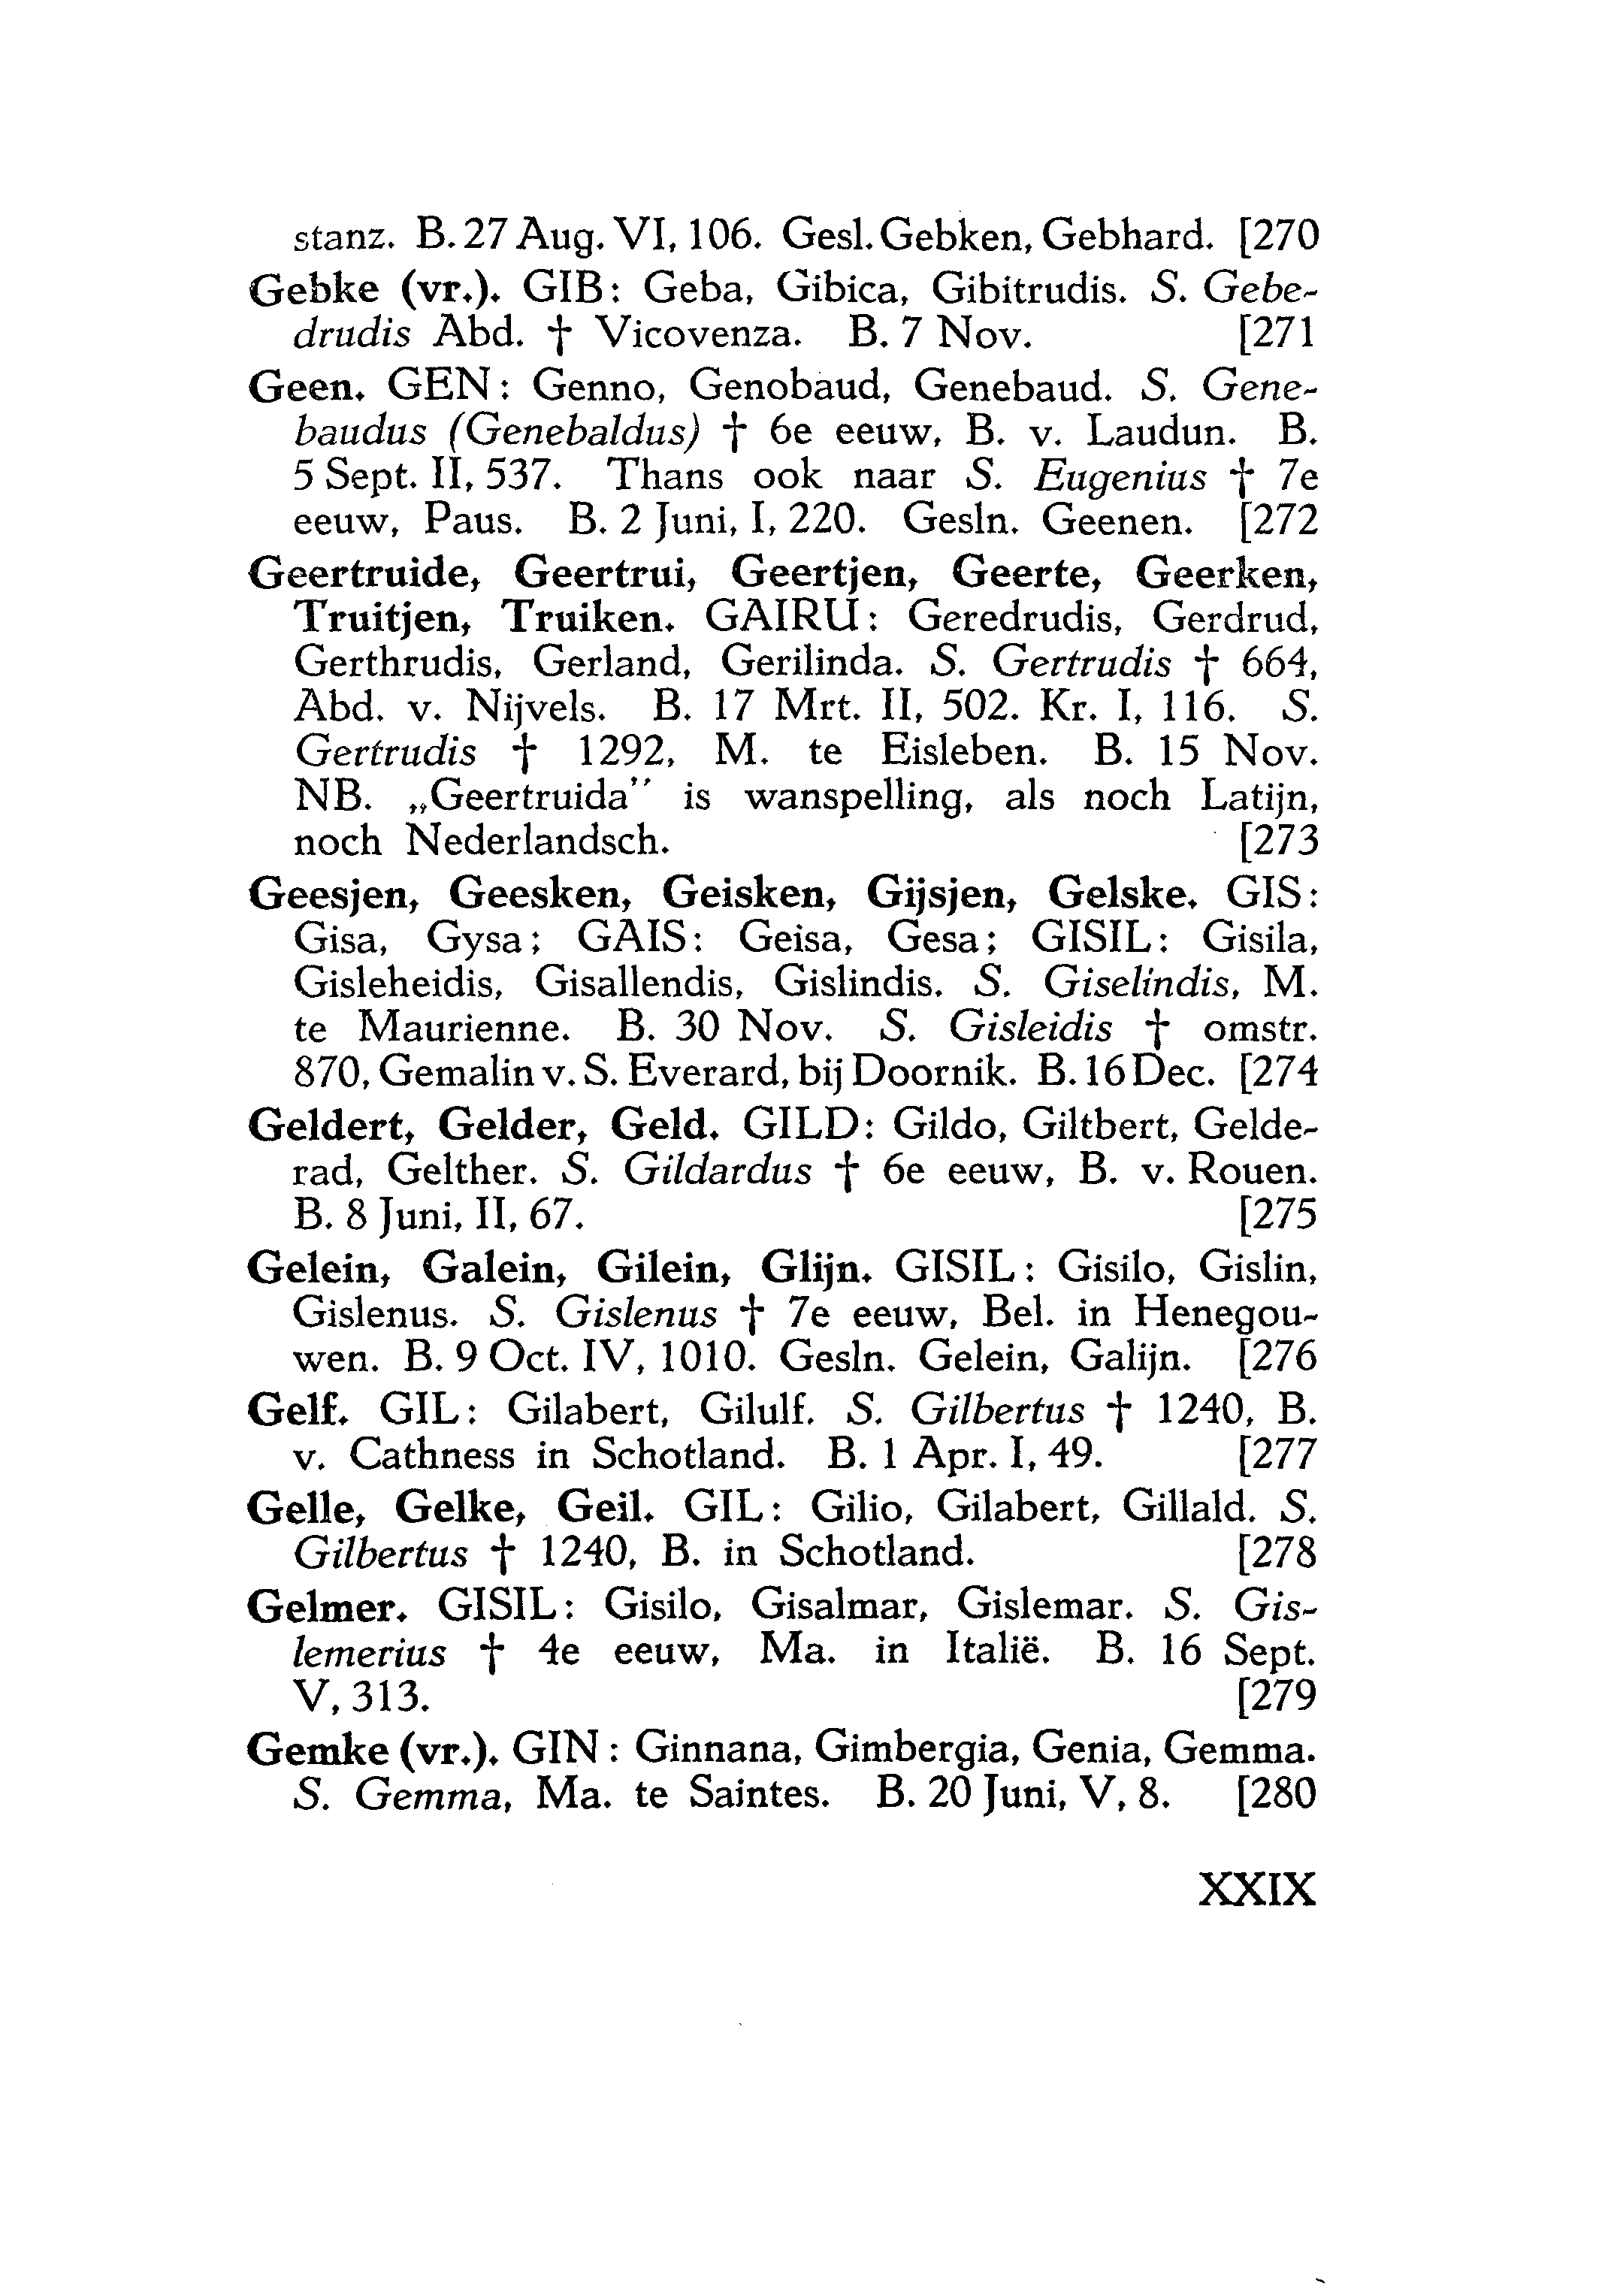 stanz. B. 27 Aug. VI, 106. Gesl. Gebken, Gebhard. [270
Gebke (vr.). GIB: Geba, Gibica, Gibitrudis. S. Gebe-
drudis Abd. † Vicovenza. B. 7 Nov. [271
Geen. GEN: Genno, Genobaud, Genebaud. S. Gene-
baudus (Genebaldus) † 6e eeuw, B. v. Laudun. B.
5 Sept. II, 537. Thans ook naar S. Eugenius † 7e
eeuw, Paus. B. 2 Juni, I, 220. Gesln. Geenen. [272
Geertruide, Geertrui, Geertjen, Geerte, Geerken,
Truitjen, Truiken. GAIRU: Geredrudis, Gerdrud,
Gerthrudis, Gerland, Gerilinda. S. Gertrudis † 664,
Abd. v. Nijvels. B. 17 Mrt. II, 502. Kr. I, 116. S.
Gertrudis † 1292, M. te Eisleben. B. 15 Nov.
NB. „Geertruida" is wanspelling, als noch Latijn,
noch Nederlandsch. [273
Geesjen, Geesken, Geisken, Gijsjen, Gelske. GIS:
Gisa, Gysa; GAIS: Geisa, Gesa; GISIL: Gisila,
Gisleheidis, Gisallendis, Gislindis. S. Giselindis, M.
te Maurienne. B. 30 Nov. S. Gisleidis † omstr.
870, Gemalin v. S. Everard, bij Doornik. B. 16 Dec. [274
Geldert, Gelder, Geld. GILD: Gildo, Giltbert, Gelde-
rad, Gelther. S. Gildardus † 6e eeuw, B. v. Rouen.
B. 8 Juni, II, 67. [275
Gelein, Galein, Gilein, Glijn. GISIL: Gisilo, Gislin,
Gislenus. S. Gislenus † 7e eeuw, Bel. in Henegou-
wen. B. 9 Oct. IV, 1010. Gesln. Gelein, Galijn. [276
Gelf. GIL: Gilabert, Gilulf. S. Gilbertus † 1240, B.
v. Cathness in Schotland. B. 1 Apr. I, 49. [277
Gelle, Gelke, Geil. GIL: Gilio, Gilabert, Gillald. S.
Gilbertus † 1240, B. in Schotland. [278
Gelmer. GISIL: Gisilo, Gisalmar, Gislemar. S. Gis-
lemerius † 4e eeuw, Ma. in Italië. B. 16 Sept.
V, 313. [279
Gemke (vr.). GIN: Ginnana, Gimbergia, Genia, Gemma.
S. Gemma, Ma. te Saintes. B. 20 Juni, V, 8. [280
XXIX